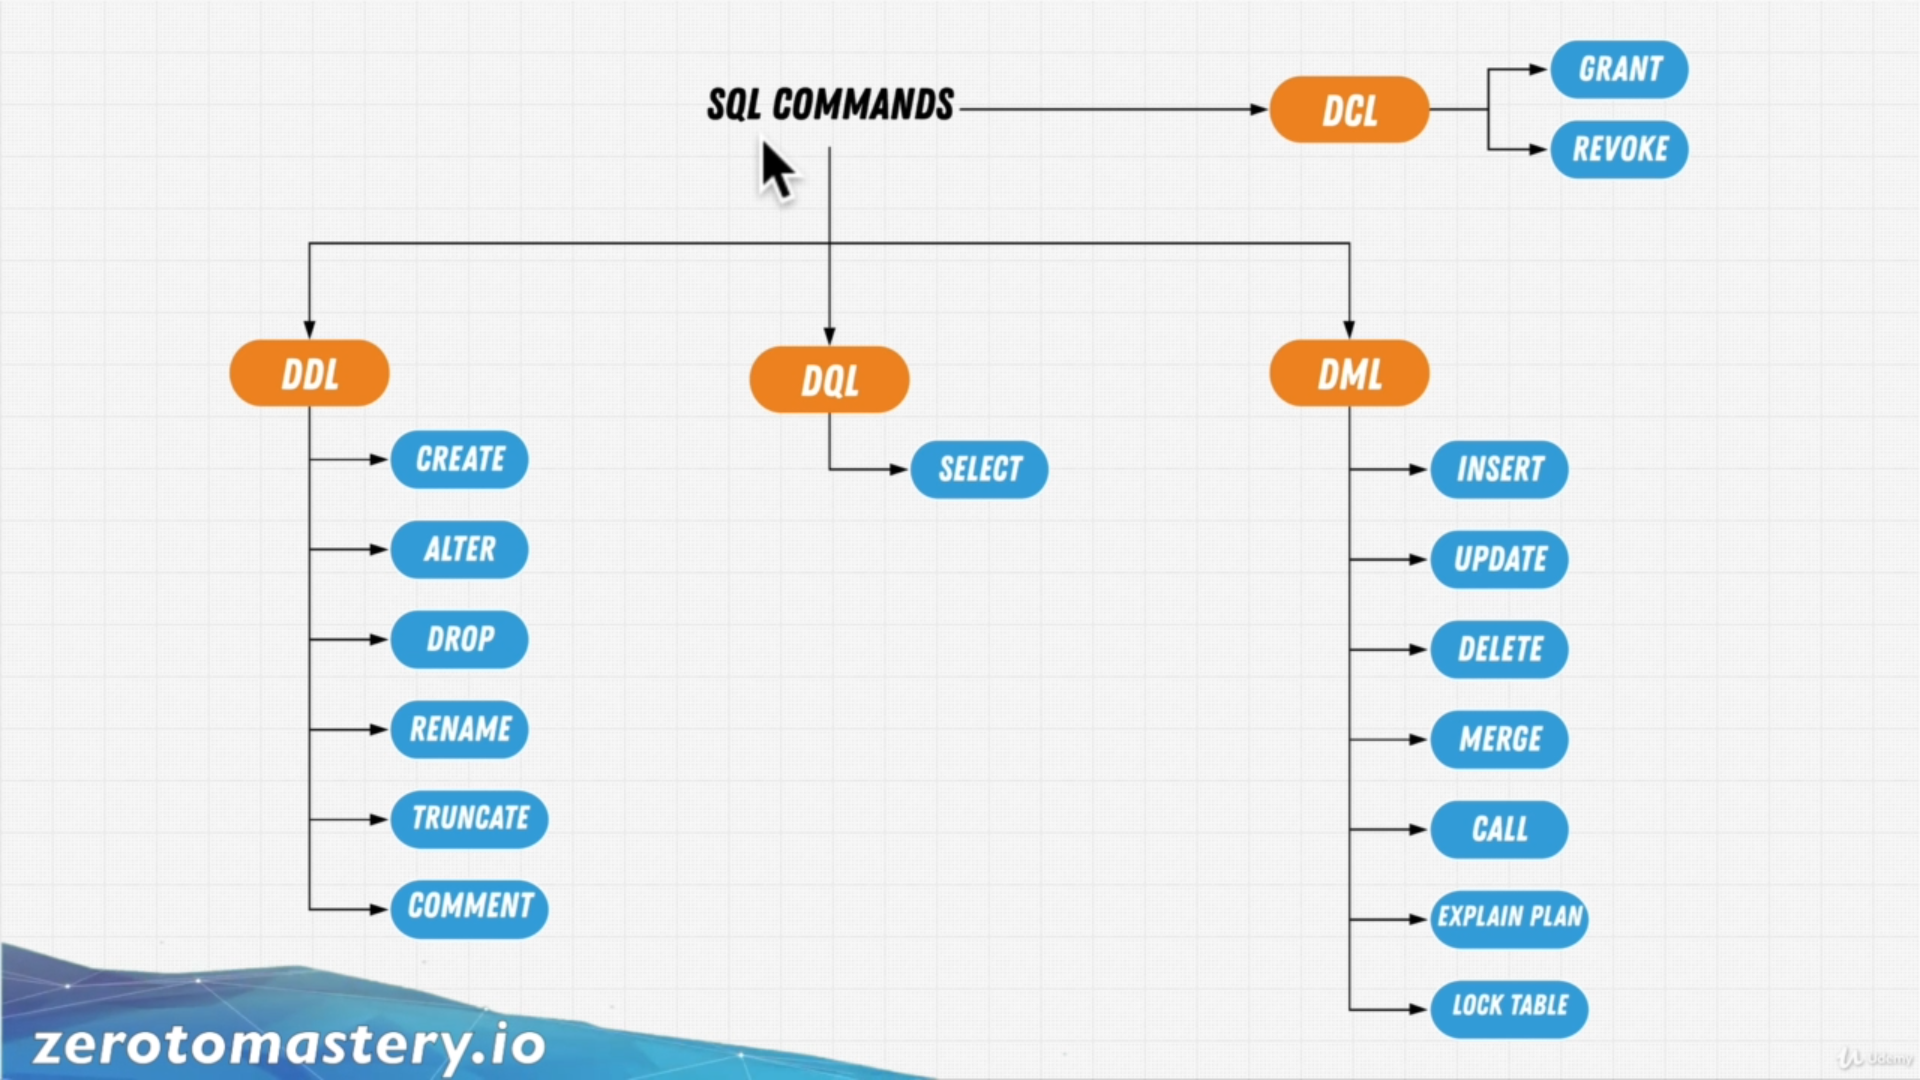 SQL COMMANDS
DCL
GRANT
REVOKE
DDL
CREATE
ALTER
DROP
RENAME
TRUNCATE
COMMENT
DQL
SELECT
DML
INSERT
UPDATE
DELETE
MERGE
CALL
EXPLAIN PLAN
LOCK TABLE
zerotomastery.io
Udemy